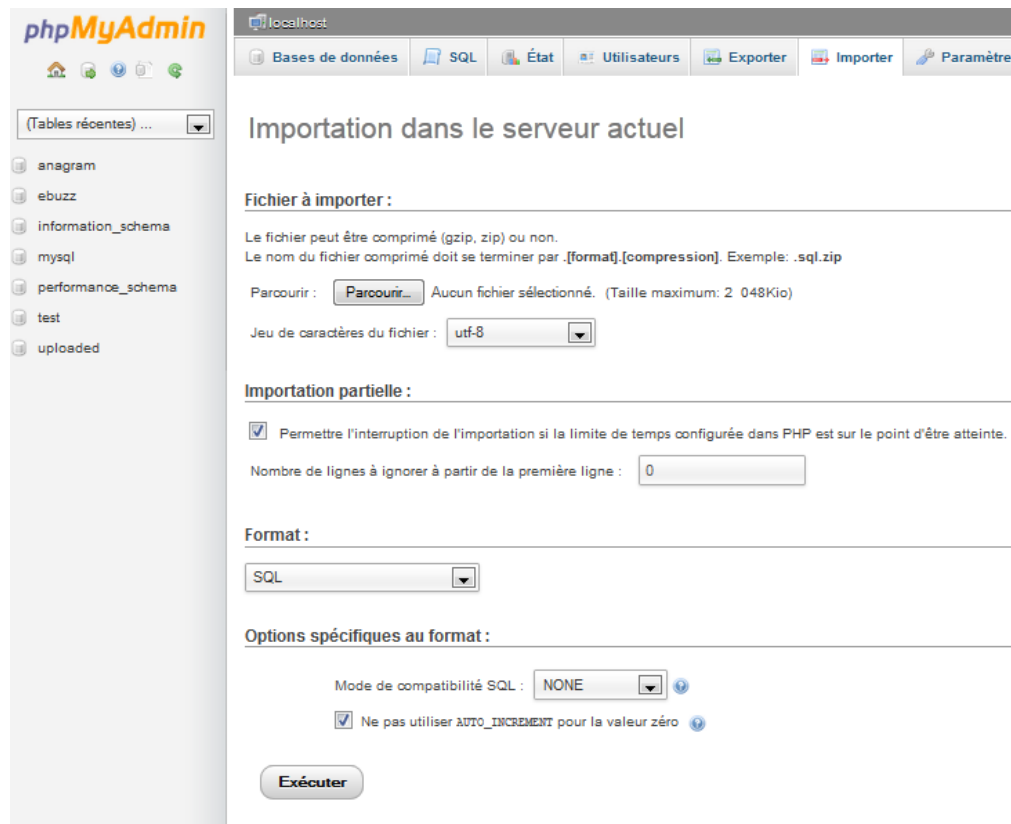 phpMyAdmin
(Tables récentes) ...
anagram
ebuzz
information_schema
mysql
performance_schema
test
uploaded
localhost
Bases de données
SQL
État
Utilisateurs
Exporter
Importer
Paramètre
Importation dans le serveur actuel
Fichier à importer :
Le fichier peut être comprimé (gzip, zip) ou non.
Le nom du fichier comprimé doit se terminer par .[format].[compression]. Exemple: .sql.zip
Parcourir : Parcourir... Aucun fichier sélectionné. (Taille maximum: 2 048Kio)
Jeu de caractères du fichier : utf-8
Importation partielle :
Permettre l'interruption de l'importation si la limite de temps configurée dans PHP est sur le point d'être atteinte.
Nombre de lignes à ignorer à partir de la première ligne : 0
Format :
SQL
Options spécifiques au format :
Mode de compatibilité SQL : NONE
Ne pas utiliser AUTO_INCREMENT pour la valeur zéro
Exécuter